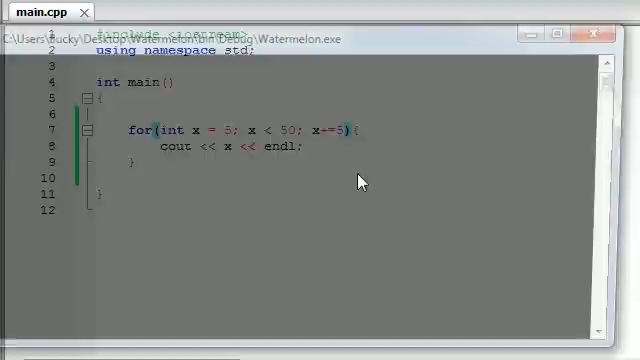 main.cpp
C:\Users\Bucky\Desktop\Watermelon\bin\Debug\Watermelon.exe
1 #include <iostream>
2 using namespace std;
3
4 int main()
5 {
6
7 for(int x = 5; x < 50; x+=5){
8 cout << x << endl;
9 }
10
11 }
12